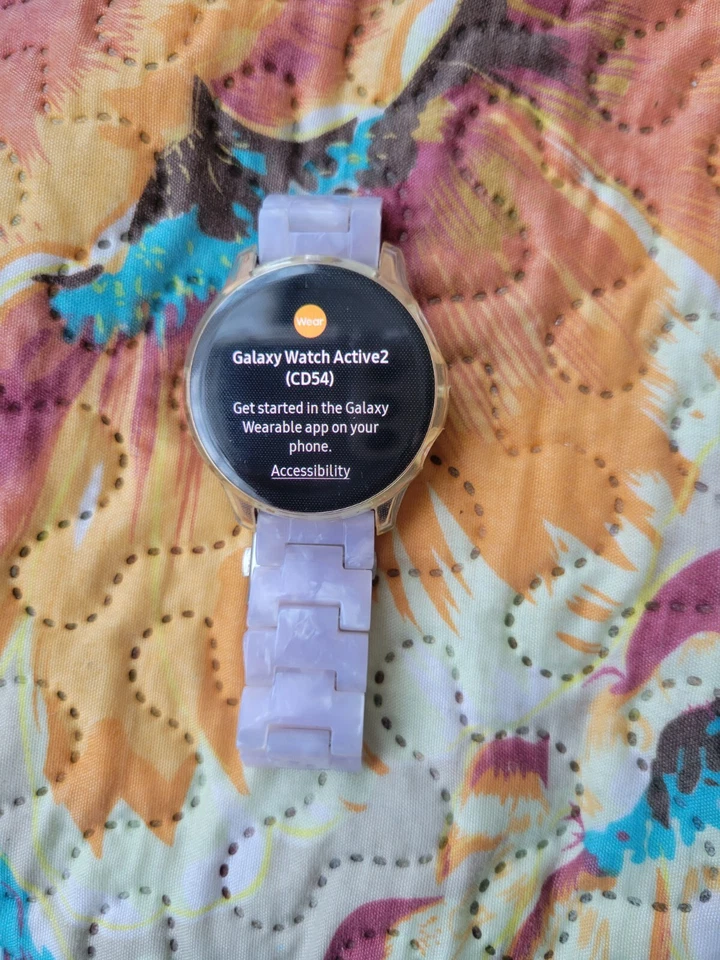 Wear
Galaxy Watch Active2
(CD54)
Get started in the Galaxy
Wearable app on your
phone.
Accessibility